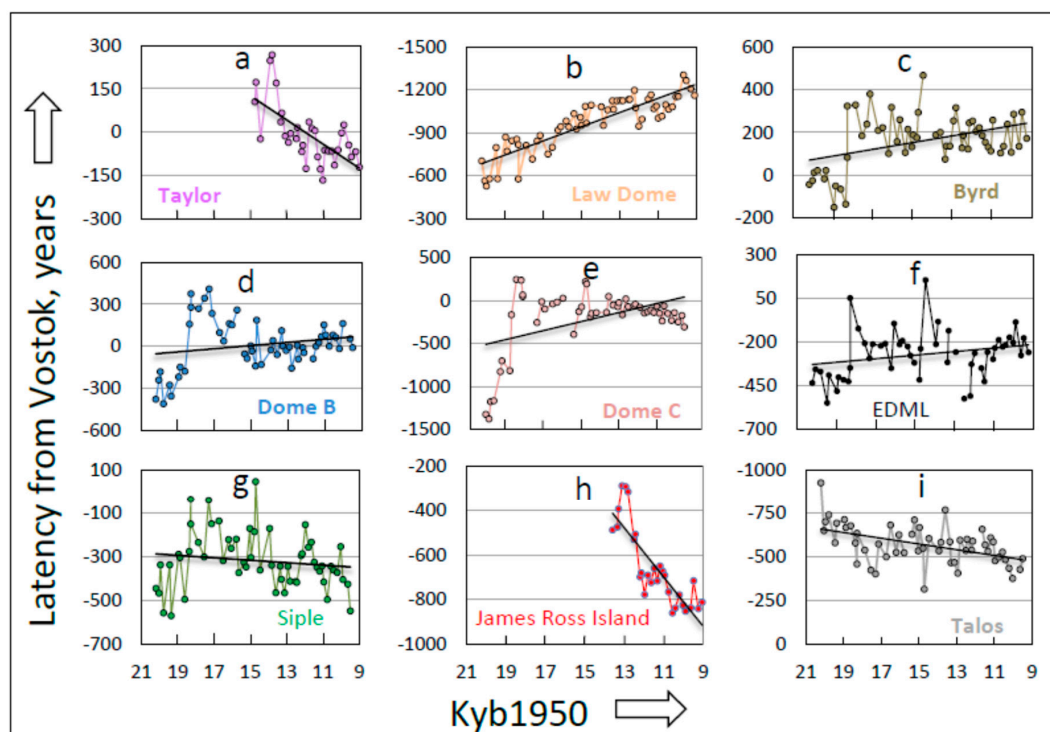 Latency from Vostok, years
300
150
0
-150
-300
a
Taylor
-1500
-1200
-900
-600
-300
b
Law Dome
600
400
200
0
-200
c
Byrd
600
300
0
-300
-600
d
Dome B
500
0
-500
-1000
-1500
e
Dome C
300
50
-200
-450
-700
f
EDML
100
-100
-300
-500
-700
g
Siple
21 19 17 15 13 11 9
-200
-400
-600
-800
-1000
h
James Ross Island
21 19 17 15 13 11 9
-1000
-750
-500
-250
0
i
Talos
21 19 17 15 13 11 9
Kyb1950